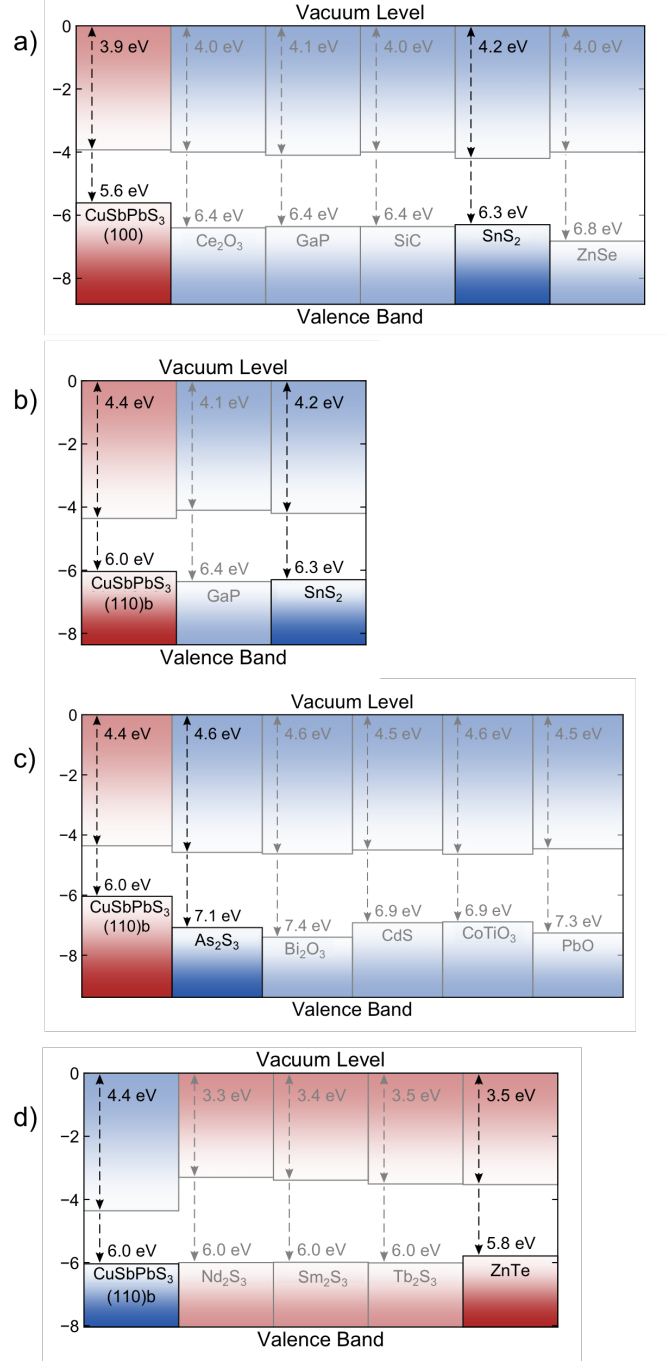 Vacuum Level
a)
0
3.9 eV 4.0 eV 4.1 eV 4.0 eV 4.2 eV 4.0 eV
−2
−4
5.6 eV
−6
CuSbPbS₃ 6.4 eV 6.4 eV 6.4 eV 6.3 eV 6.8 eV
(100) Ce₂O₃ GaP SiC SnS₂ ZnSe
−8
Valence Band
Vacuum Level
b)
0
4.4 eV 4.1 eV 4.2 eV
−2
−4
6.0 eV 6.4 eV 6.3 eV
−6
CuSbPbS₃ GaP SnS₂
(110)b
−8
Valence Band
Vacuum Level
c)
0
4.4 eV 4.6 eV 4.6 eV 4.5 eV 4.6 eV 4.5 eV
−2
−4
−6
6.0 eV 7.1 eV 7.4 eV 6.9 eV 6.9 eV 7.3 eV
CuSbPbS₃ As₂S₃ Bi₂O₃ CdS CoTiO₃ PbO
(110)b
−8
Valence Band
Vacuum Level
d)
0
4.4 eV 3.3 eV 3.4 eV 3.5 eV 3.5 eV
−2
−4
6.0 eV 6.0 eV 6.0 eV 6.0 eV 5.8 eV
−6
CuSbPbS₃ Nd₂S₃ Sm₂S₃ Tb₂S₃ ZnTe
(110)b
−8
Valence Band